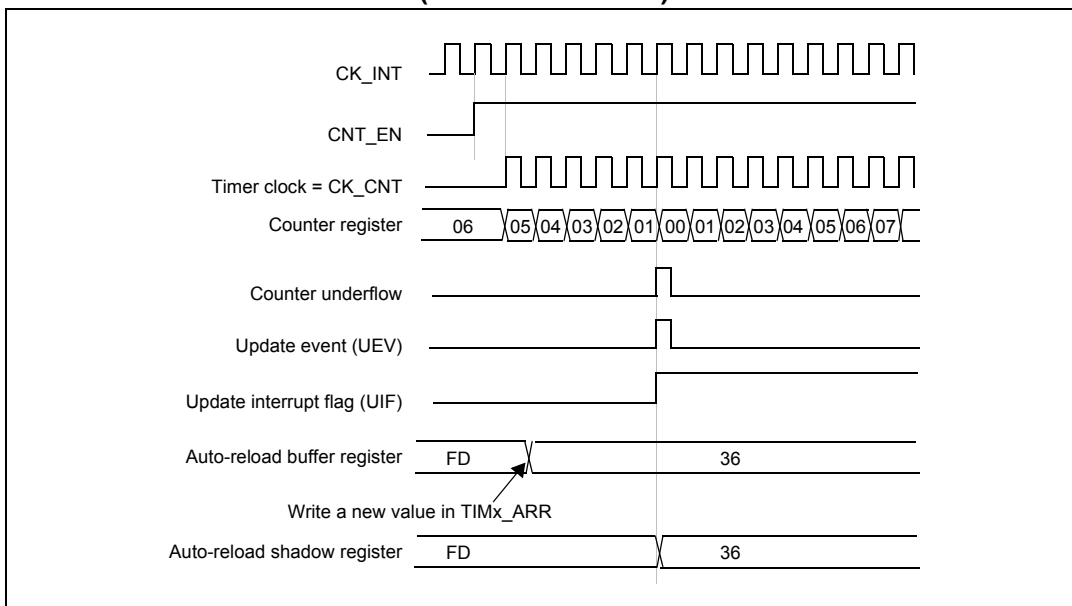 CK_INT
CNT_EN
Timer clock = CK_CNT
Counter register 06 05 04 03 02 01 00 01 02 03 04 05 06 07
Counter underflow
Update event (UEV)
Update interrupt flag (UIF)
Auto-reload buffer register FD 36
Write a new value in TIMx_ARR
Auto-reload shadow register FD 36